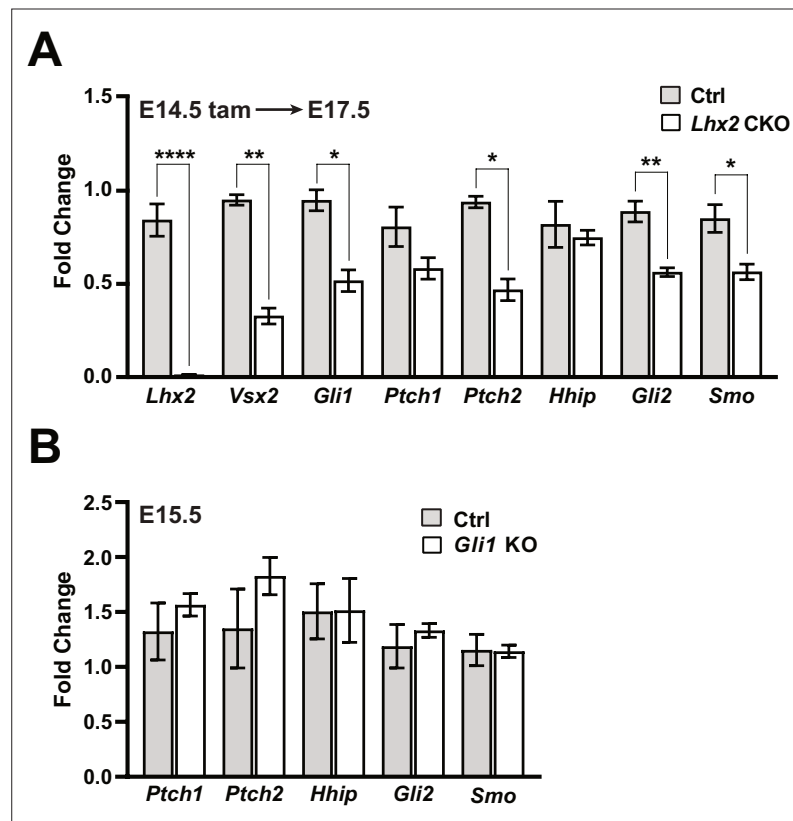 A
E14.5 tam → E17.5
Ctrl
Lhx2 CKO
Fold Change
1.5
1.0
0.5
0.0
**** ** * * ** *
Lhx2 Vsx2 Gli1 Ptch1 Ptch2 Hhip Gli2 Smo
B
E15.5
Ctrl
Gli1 KO
Fold Change
2.5
2.0
1.5
1.0
0.5
0.0
Ptch1 Ptch2 Hhip Gli2 Smo